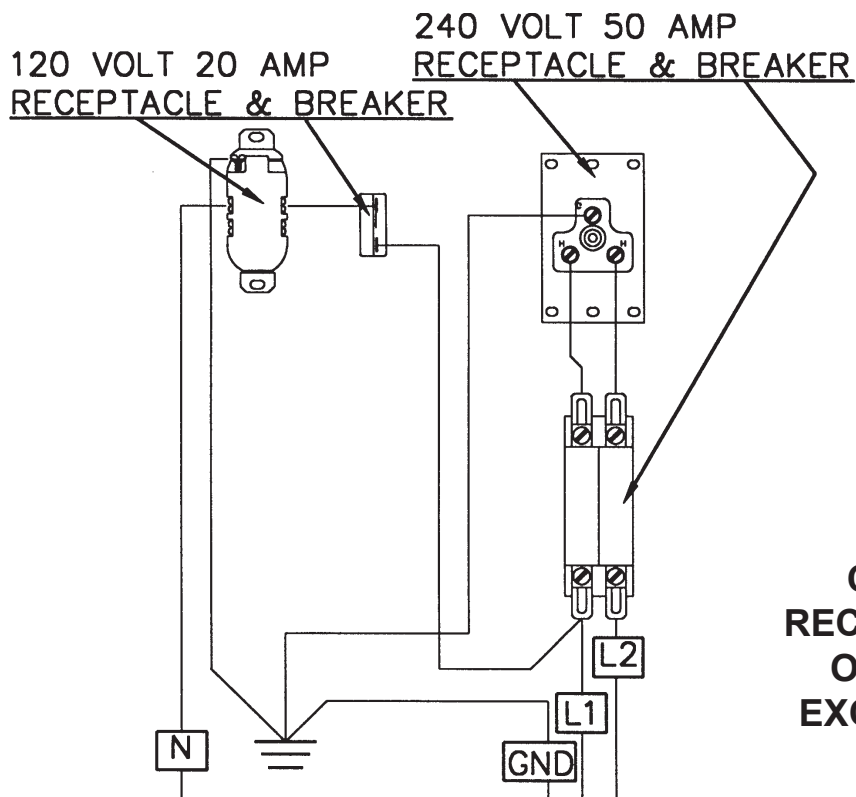 240 VOLT 50 AMP
RECEPTACLE & BREAKER
120 VOLT 20 AMP
RECEPTACLE & BREAKER
H
H
L2
L1
N
GND